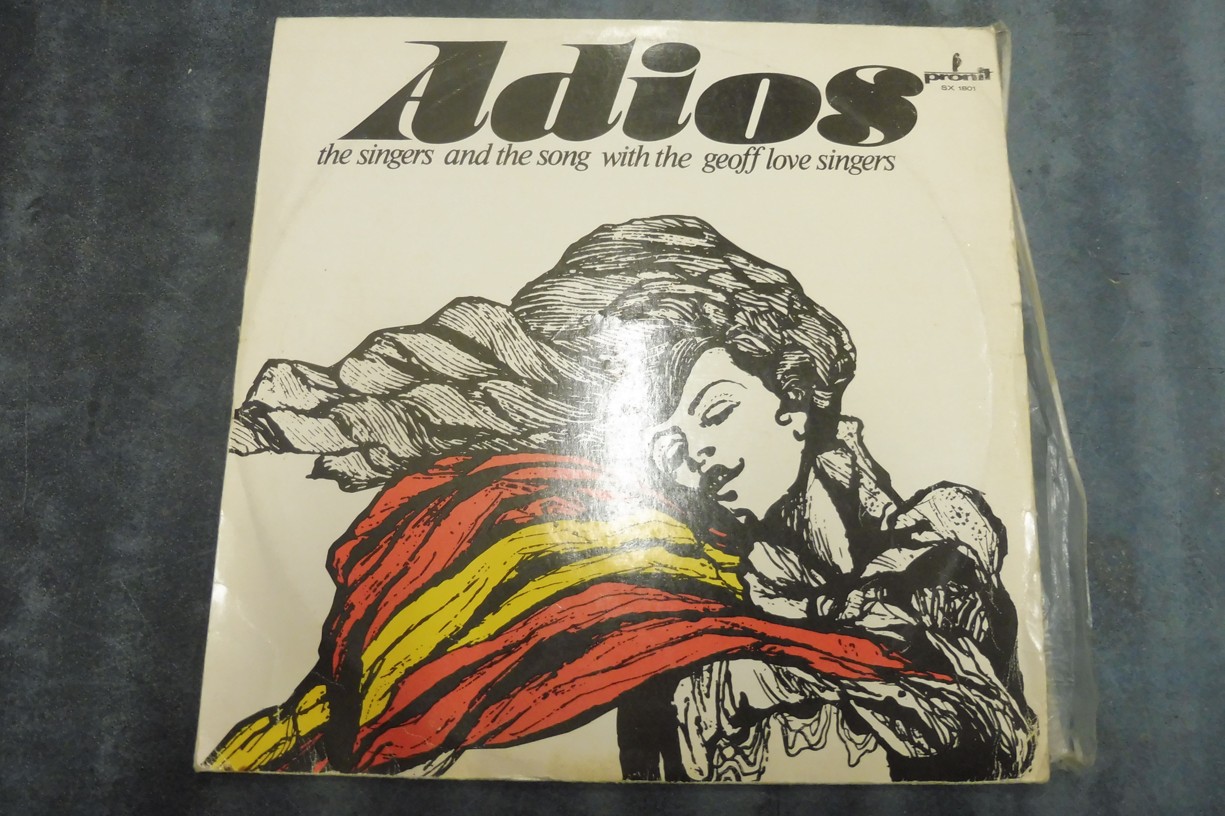 Adios
pronit
SX 1801
the singers and the song with the geoff love singers